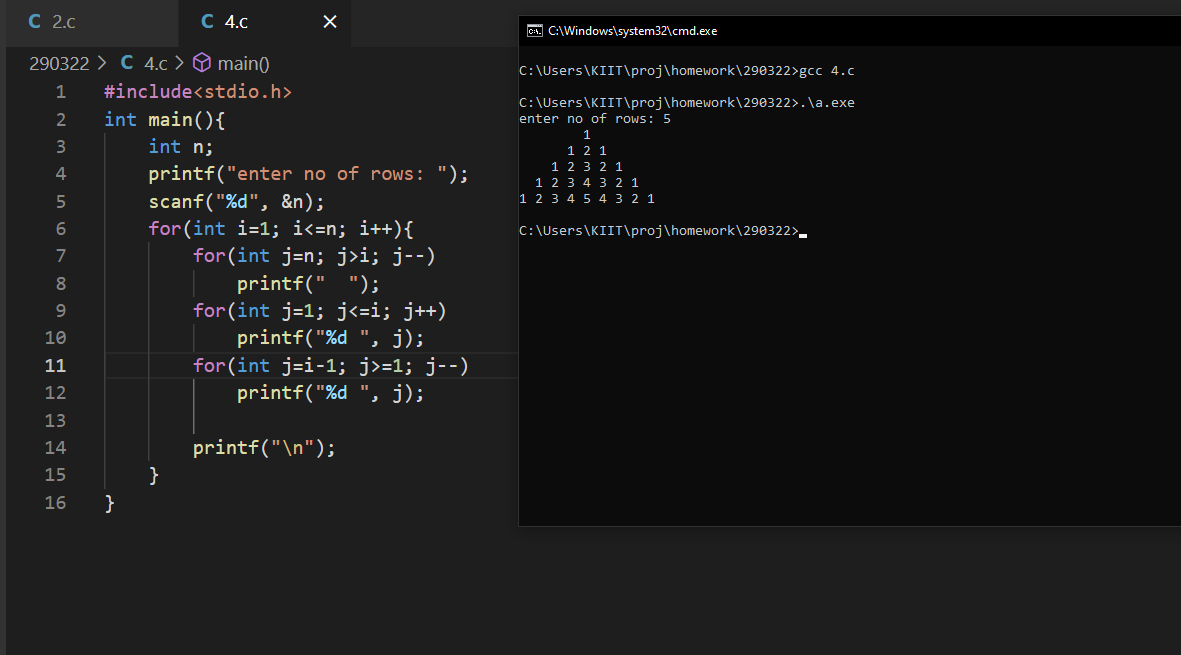 C 2.c
C 4.c ×
290322 > C 4.c > main()
1 #include<stdio.h>
2 int main(){
3     int n;
4     printf("enter no of rows: ");
5     scanf("%d", &n);
6     for(int i=1; i<=n; i++){
7         for(int j=n; j>i; j--)
8             printf("  ");
9         for(int j=1; j<=i; j++)
10             printf("%d ", j);
11         for(int j=i-1; j>=1; j--)
12             printf("%d ", j);
13
14         printf("\n");
15     }
16 }
C:\Windows\system32\cmd.exe
C:\Users\KIIT\proj\homework\290322>gcc 4.c
C:\Users\KIIT\proj\homework\290322>.\a.exe
enter no of rows: 5
        1
      1 2 1
    1 2 3 2 1
  1 2 3 4 3 2 1
1 2 3 4 5 4 3 2 1
C:\Users\KIIT\proj\homework\290322>